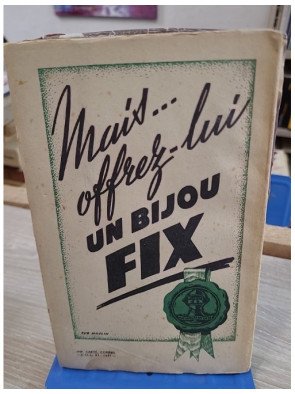 Mais...
offrez-lui
UN BIJOU
FIX